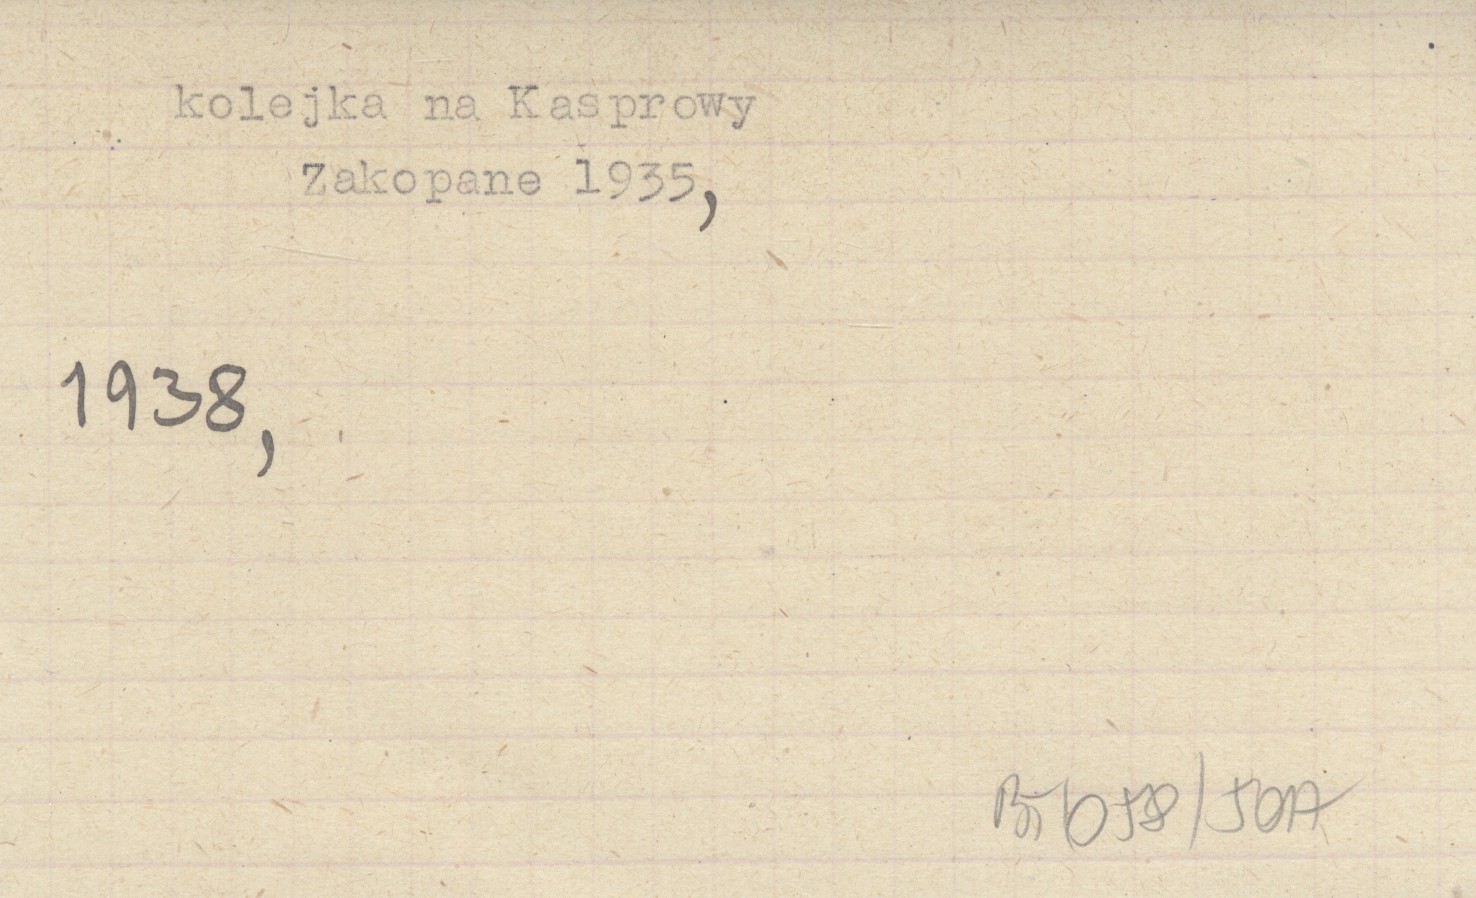 kolejka na Kasprowy
Zakopane 1935,
1938,